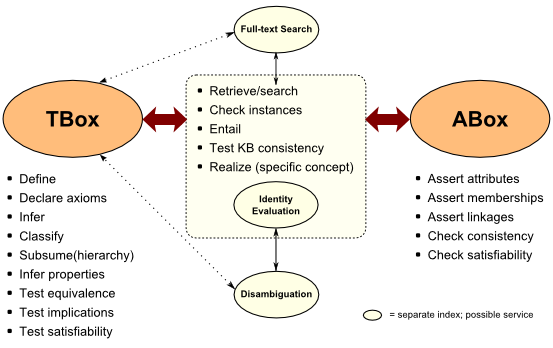 Full-text Search
TBox
▪ Retrieve/search
▪ Check instances
▪ Entail
▪ Test KB consistency
▪ Realize (specific concept)
Identity
Evaluation
ABox
▪ Define
▪ Declare axioms
▪ Infer
▪ Classify
▪ Subsume(hierarchy)
▪ Infer properties
▪ Test equivalence
▪ Test implications
▪ Test satisfiability
▪ Assert attributes
▪ Assert memberships
▪ Assert linkages
▪ Check consistency
▪ Check satisfiability
Disambiguation
= separate index; possible service